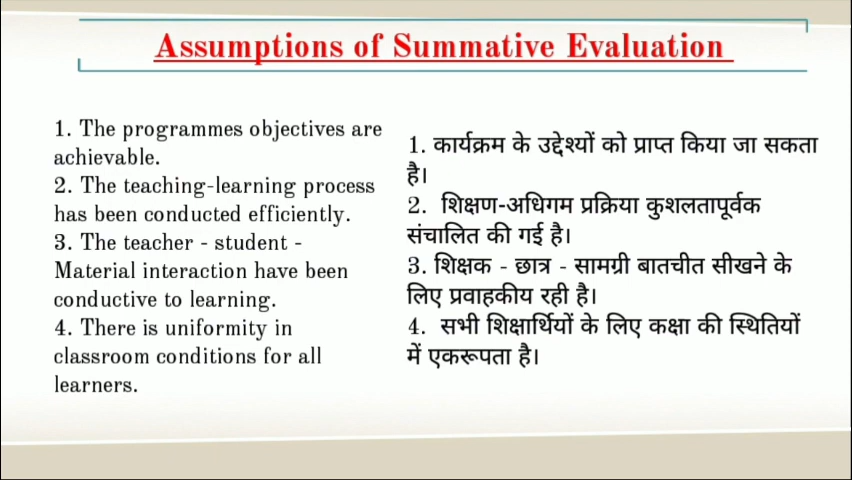 Assumptions of Summative Evaluation
1. The programmes objectives are
achievable.
2. The teaching-learning process
has been conducted efficiently.
3. The teacher - student -
Material interaction have been
conductive to learning.
4. There is uniformity in
classroom conditions for all
learners.
1. कार्यक्रम के उद्देश्यों को प्राप्त किया जा सकता
है।
2. शिक्षण-अधिगम प्रक्रिया कुशलतापूर्वक
संचालित की गई है।
3. शिक्षक - छात्र - सामग्री बातचीत सीखने के
लिए प्रवाहकीय रही है।
4. सभी शिक्षार्थियों के लिए कक्षा की स्थितियों
में एकरूपता है।